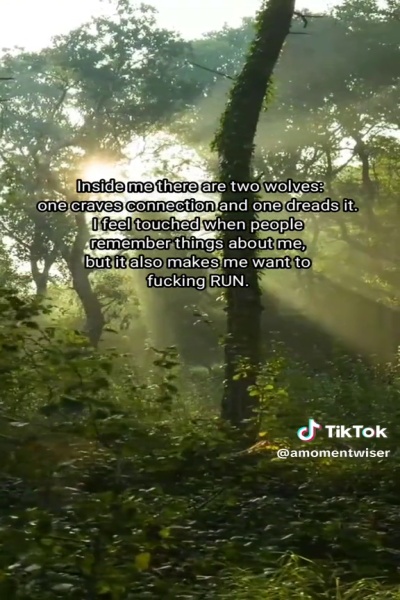 Inside me there are two wolves:
one craves connection and one dreads it.
I feel touched when people
remember things about me,
but it also makes me want to
fucking RUN.
TikTok
@amomentwiser